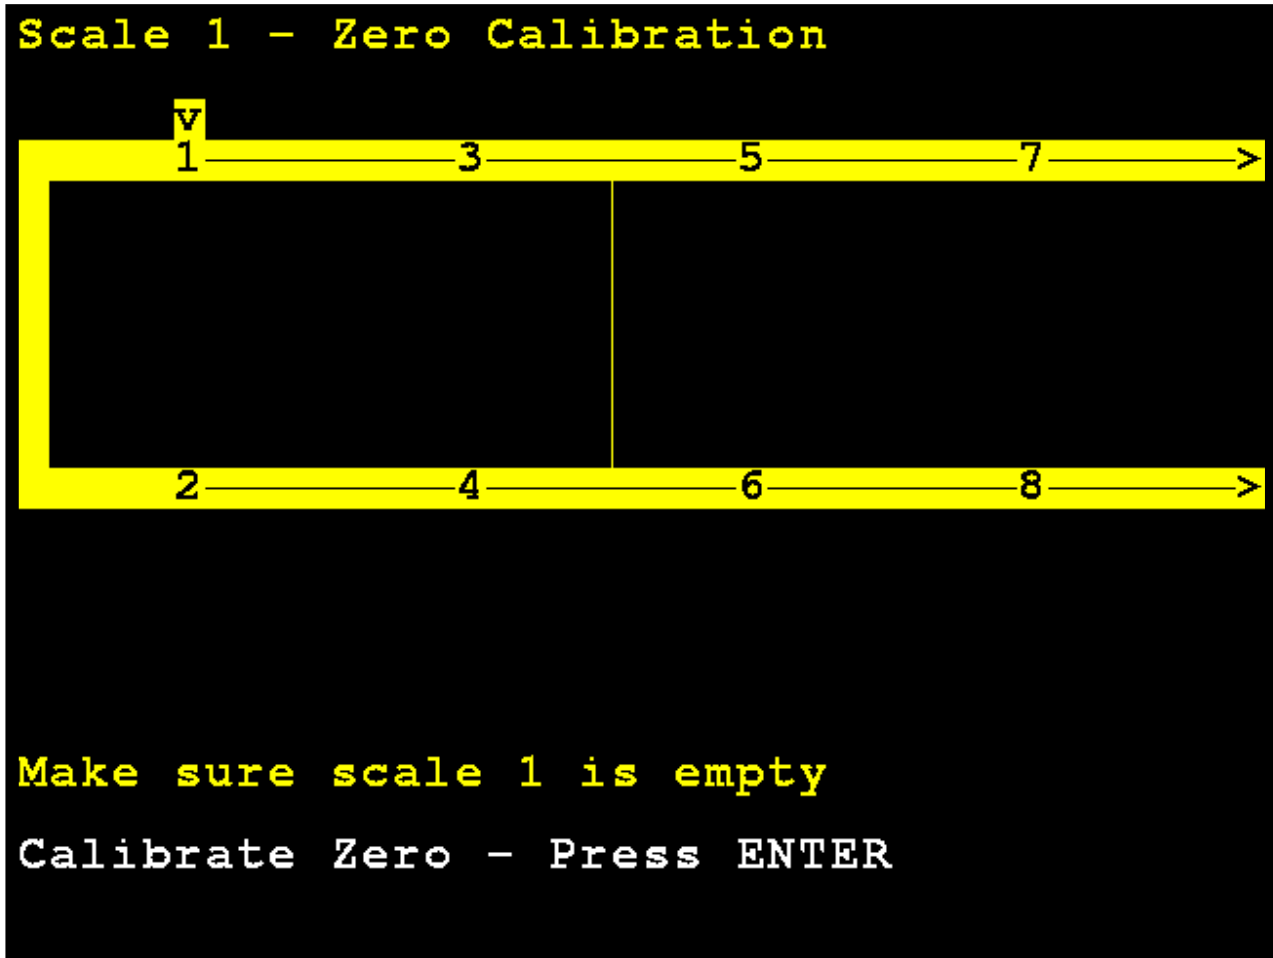 Scale 1 - Zero Calibration
v
1 3 5 7 >
2 4 6 8 >
Make sure scale 1 is empty
Calibrate Zero - Press ENTER